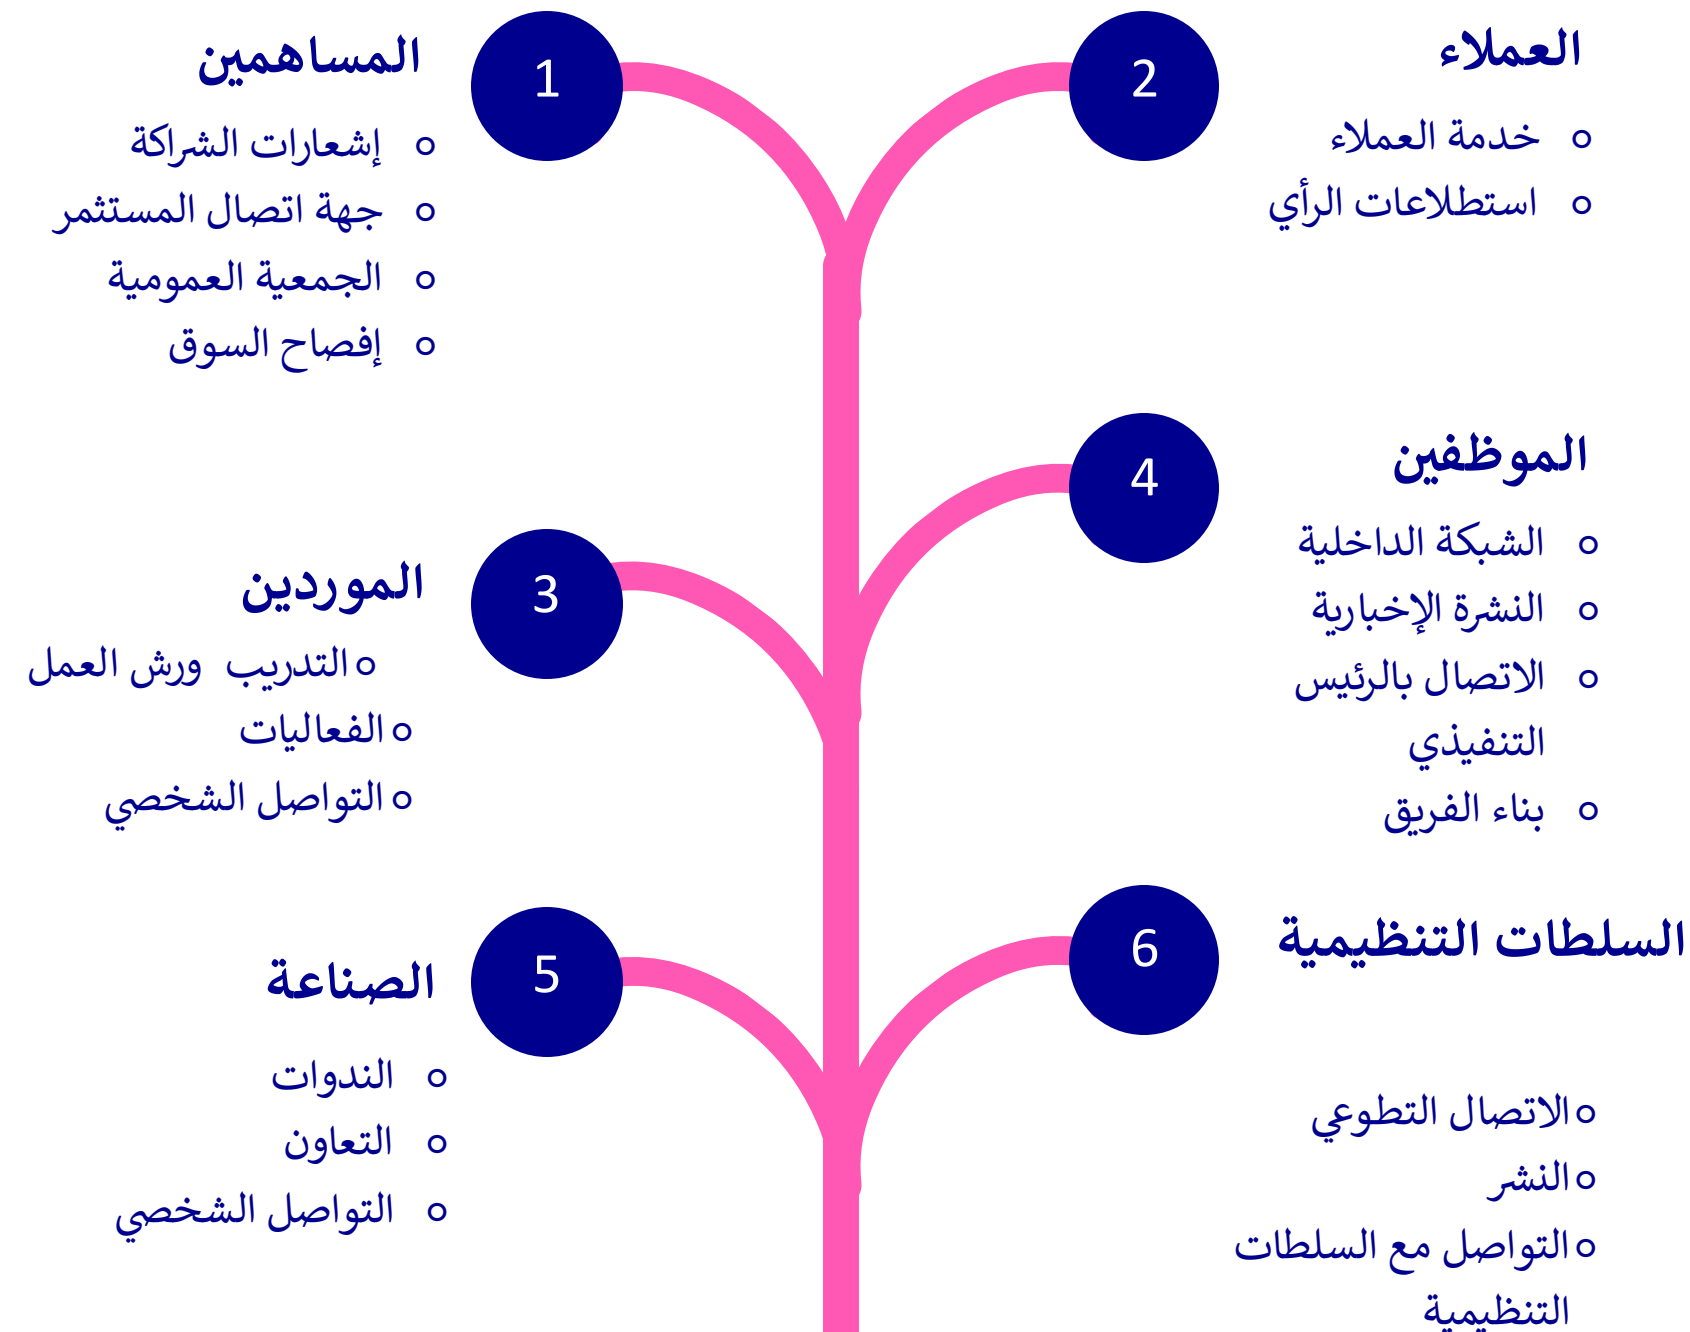 1
المساهمين
○ إشعارات الشراكة
○ جهة اتصال المستثمر
○ الجمعية العمومية
○ إفصاح السوق
2
العملاء
○ خدمة العملاء
○ استطلاعات الرأي
3
الموردين
○ التدريب ورش العمل
○ الفعاليات
○ التواصل الشخصي
4
الموظفين
○ الشبكة الداخلية
○ النشرة الإخبارية
○ الاتصال بالرئيس
التنفيذي
○ بناء الفريق
5
الصناعة
○ الندوات
○ التعاون
○ التواصل الشخصي
6
السلطات التنظيمية
○ الاتصال التطوعي
○ النشر
○ التواصل مع السلطات
التنظيمية